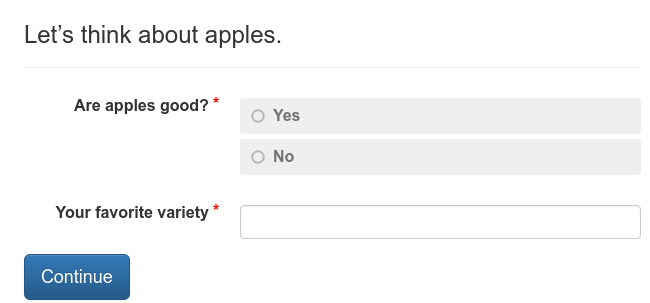 Let’s think about apples.
Are apples good? *
Yes
No
Your favorite variety *
Continue